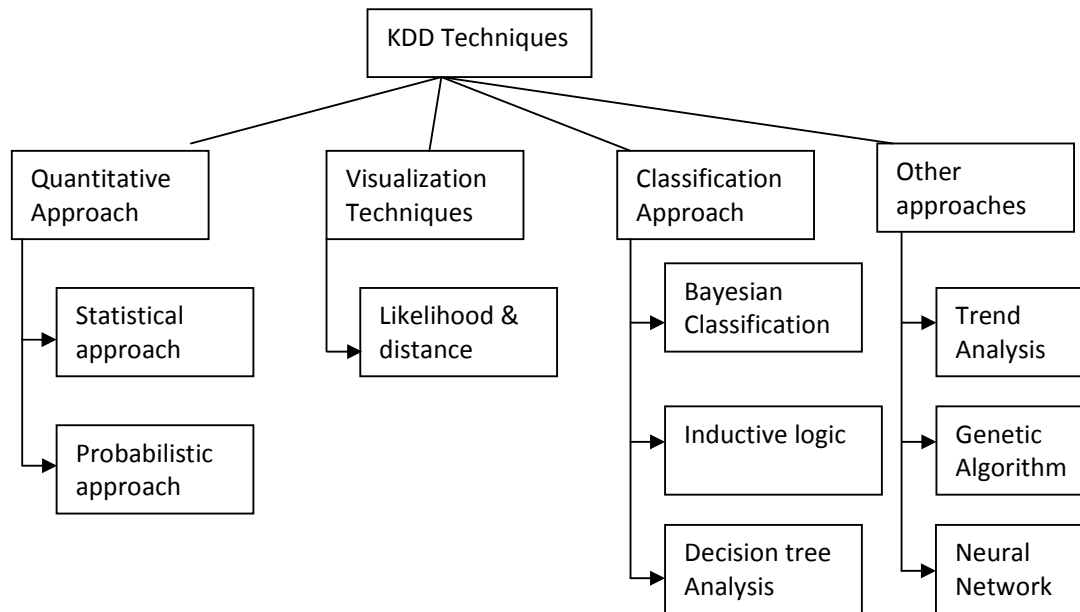 KDD Techniques
Quantitative
Approach
Visualization
Techniques
Classification
Approach
Other
approaches
Statistical
approach
Probabilistic
approach
Likelihood &
distance
Bayesian
Classification
Inductive logic
Decision tree
Analysis
Trend
Analysis
Genetic
Algorithm
Neural
Network